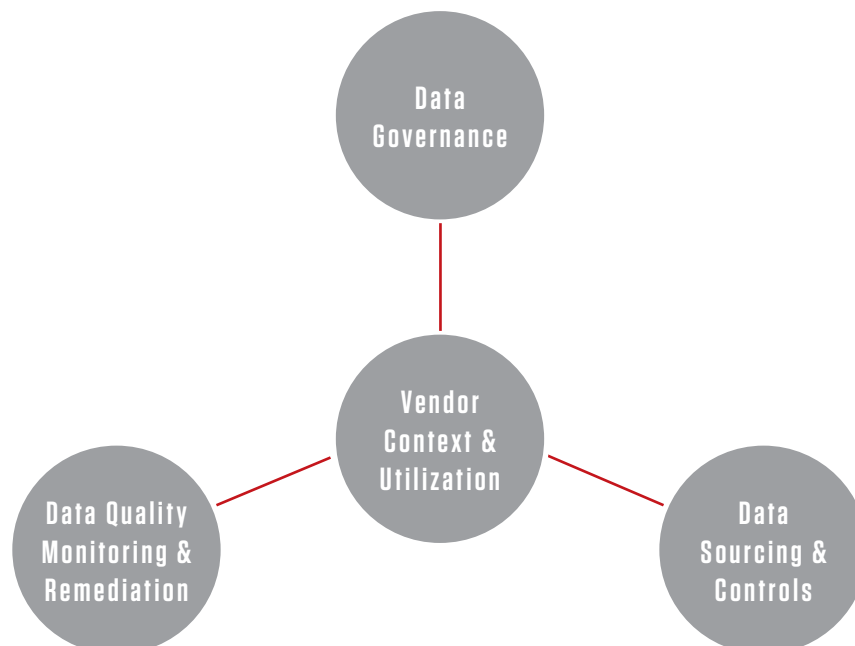 Data
Governance
Vendor
Context &
Utilization
Data Quality
Monitoring &
Remediation
Data
Sourcing &
Controls